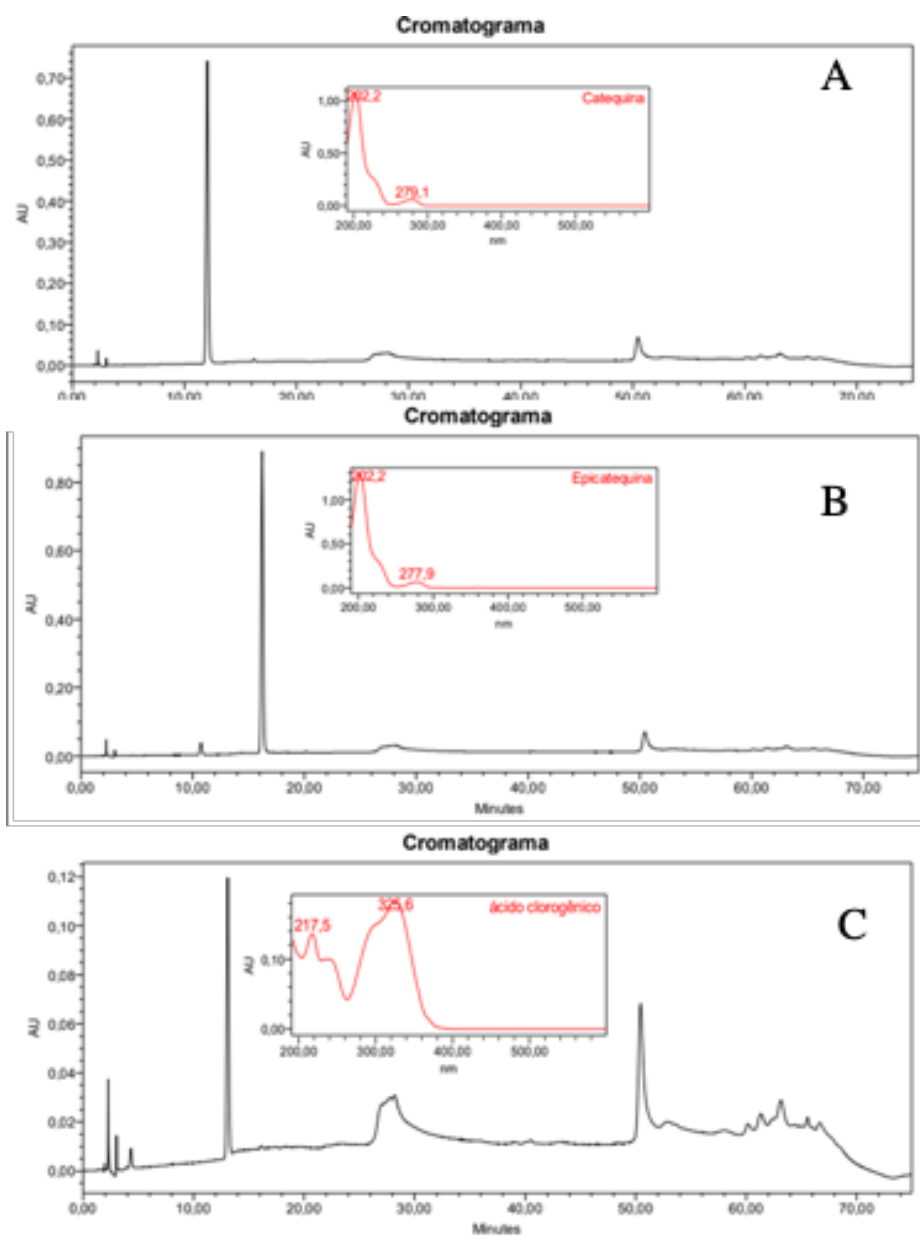 Cromatograma
A
0,70
0,60
0,50
0,40
0,30
0,20
0,10
0,00
AU
202,2
Catequina
1,00
0,50
0,00
AU
279,1
200,00 300,00 400,00 500,00
nm
0,00 10,00 20,00 30,00 40,00 50,00 60,00 70,00
Cromatograma
B
0,80
0,60
0,40
0,20
0,00
AU
202,2
Epicatequina
1,00
0,50
0,00
AU
277,9
200,00 300,00 400,00 500,00
nm
0,00 10,00 20,00 30,00 40,00 50,00 60,00 70,00
Minutes
Cromatograma
C
0,12
0,10
0,08
0,06
0,04
0,02
0,00
AU
217,5
325,6
ácido clorogênico
0,10
0,00
AU
200,00 300,00 400,00 500,00
nm
0,00 10,00 20,00 30,00 40,00 50,00 60,00 70,00
Minutes